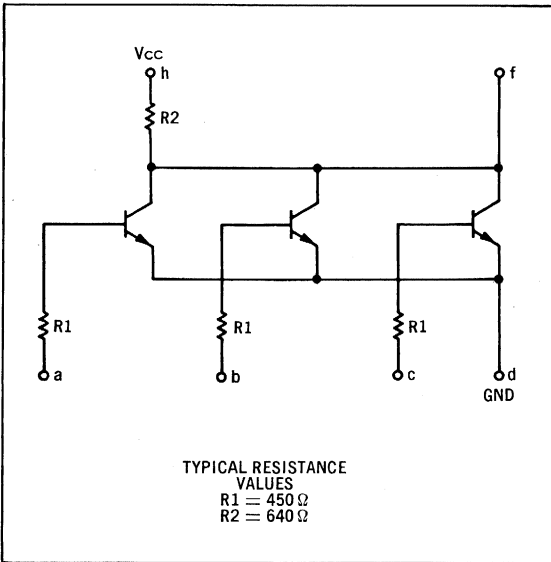 Vcc
h
f
R2
R1
R1
R1
a
b
c
d
GND
TYPICAL RESISTANCE
VALUES
R1 = 450 Ω
R2 = 640 Ω